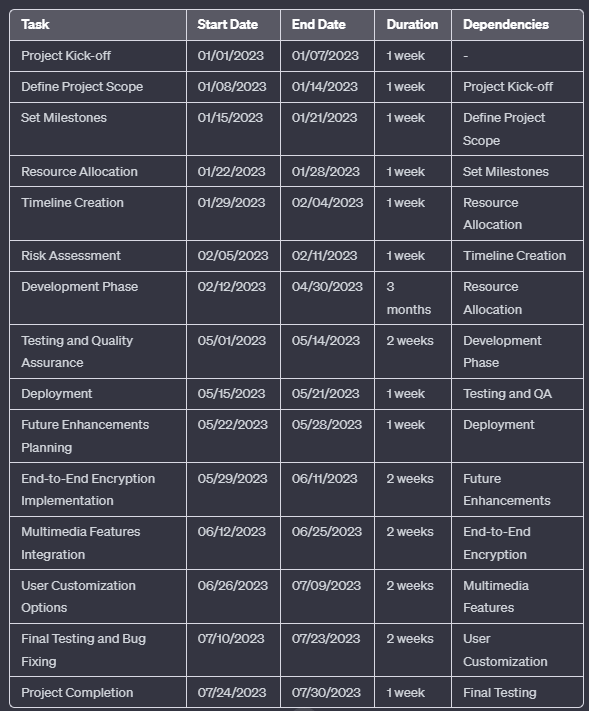 Task Start Date End Date Duration Dependencies
Project Kick-off 01/01/2023 01/07/2023 1 week -
Define Project Scope 01/08/2023 01/14/2023 1 week Project Kick-off
Set Milestones 01/15/2023 01/21/2023 1 week Define Project
Scope
Resource Allocation 01/22/2023 01/28/2023 1 week Set Milestones
Timeline Creation 01/29/2023 02/04/2023 1 week Resource
Allocation
Risk Assessment 02/05/2023 02/11/2023 1 week Timeline Creation
Development Phase 02/12/2023 04/30/2023 3 Resource
months Allocation
Testing and Quality 05/01/2023 05/14/2023 2 weeks Development
Assurance Phase
Deployment 05/15/2023 05/21/2023 1 week Testing and QA
Future Enhancements 05/22/2023 05/28/2023 1 week Deployment
Planning
End-to-End Encryption 05/29/2023 06/11/2023 2 weeks Future
Implementation Enhancements
Multimedia Features 06/12/2023 06/25/2023 2 weeks End-to-End
Integration Encryption
User Customization 06/26/2023 07/09/2023 2 weeks Multimedia
Options Features
Final Testing and Bug 07/10/2023 07/23/2023 2 weeks User
Fixing Customization
Project Completion 07/24/2023 07/30/2023 1 week Final Testing